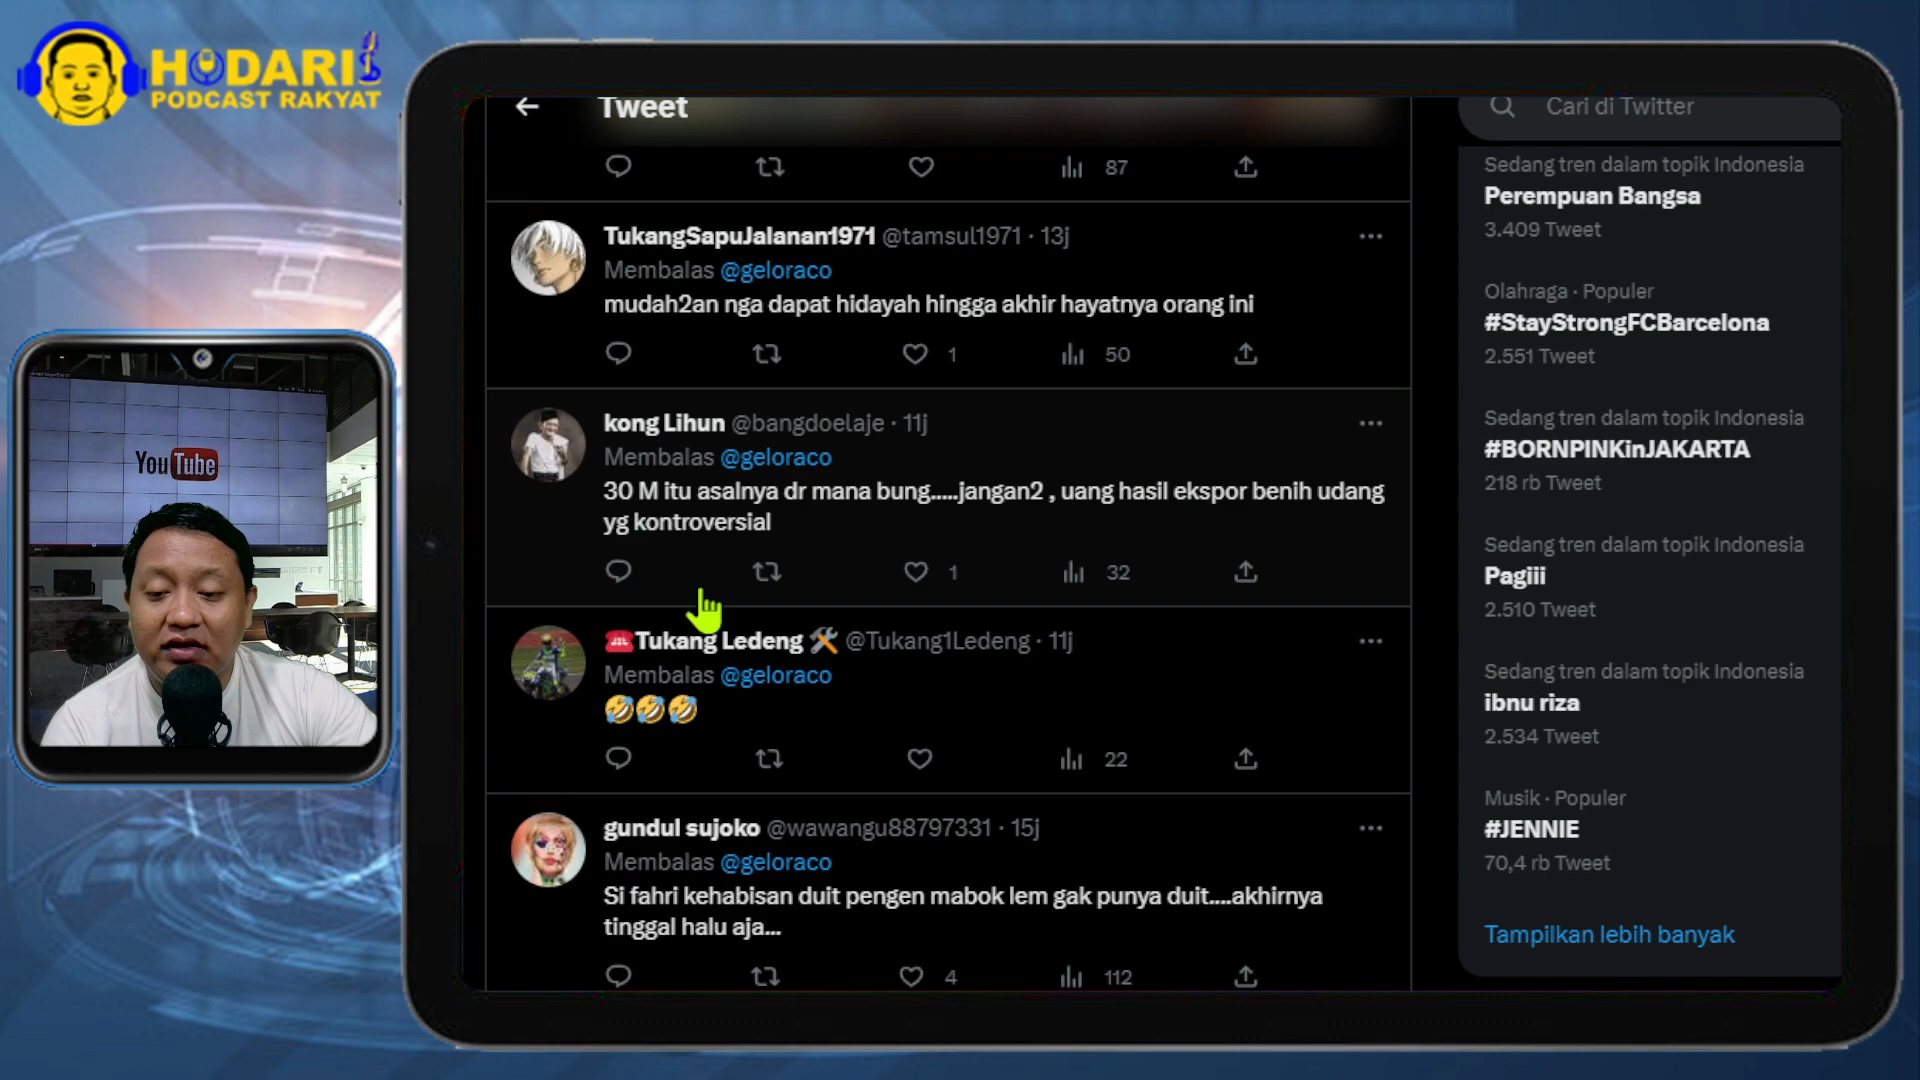 HODARI
PODCAST RAKYAT
YouTube
Tweet
87
TukangSapuJalanan1971 @tamsul1971 · 13j
Membalas @geloraco
mudah2an nga dapat hidayah hingga akhir hayatnya orang ini
1 50
kong Lihun @bangdoelaje · 11j
Membalas @geloraco
30 M itu asalnya dr mana bung.....jangan2 , uang hasil ekspor benih udang
yg kontroversial
1 32
☎️Tukang Ledeng 🛠️ @Tukang1Ledeng · 11j
Membalas @geloraco
🤣🤣🤣
22
gundul sujoko @wawangu88797331 · 15j
Membalas @geloraco
Si fahri kehabisan duit pengen mabok lem gak punya duit....akhirnya
tinggal halu aja...
4 112
Cari di Twitter
Sedang tren dalam topik Indonesia
Perempuan Bangsa
3.409 Tweet
Olahraga · Populer
#StayStrongFCBarcelona
2.551 Tweet
Sedang tren dalam topik Indonesia
#BORNPINKinJAKARTA
218 rb Tweet
Sedang tren dalam topik Indonesia
Pagiii
2.510 Tweet
Sedang tren dalam topik Indonesia
ibnu riza
2.534 Tweet
Musik · Populer
#JENNIE
70,4 rb Tweet
Tampilkan lebih banyak